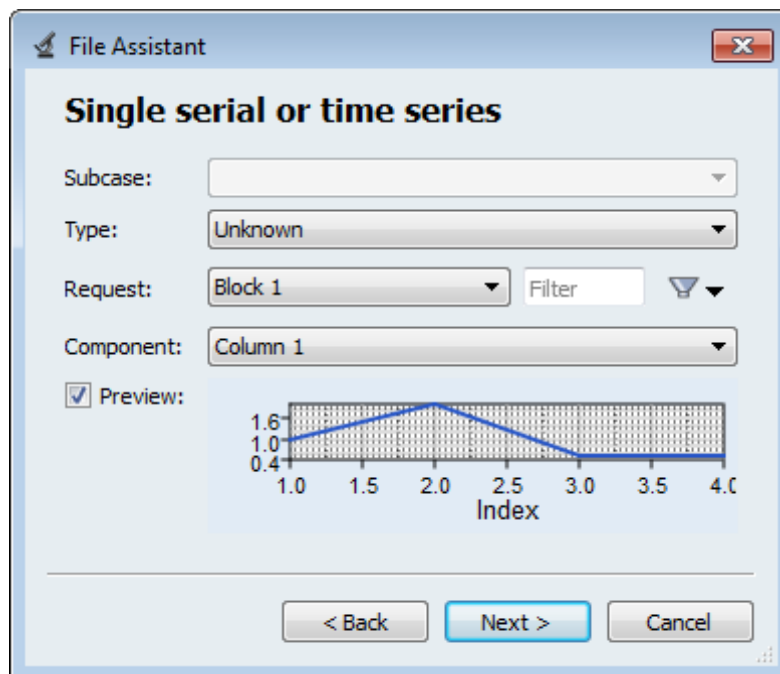 File Assistant
Single serial or time series
Subcase:
Type: Unknown
Request: Block 1 Filter
Component: Column 1
Preview:
1.6
1.0
0.4
1.0 1.5 2.0 2.5 3.0 3.5 4.0
Index
< Back Next > Cancel